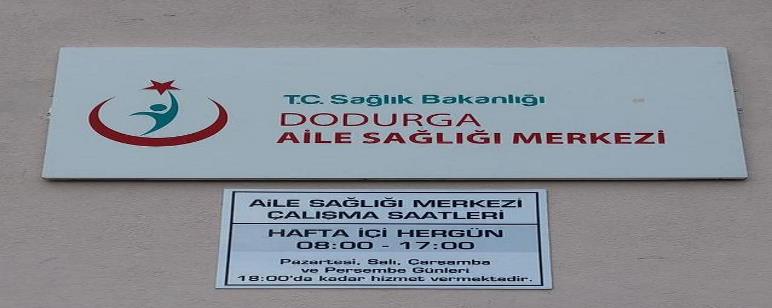 T.C. Sağlık Bakanlığı
DODURGA
AİLE SAĞLIĞI MERKEZİ
AİLE SAĞLIĞI MERKEZİ
ÇALIŞMA SAATLERİ
HAFTA İÇİ HERGÜN
08:00 - 17:00
Pazartesi, Salı, Çarşamba
ve Perşembe Günleri
18:00'da kadar hizmet vermektedir.